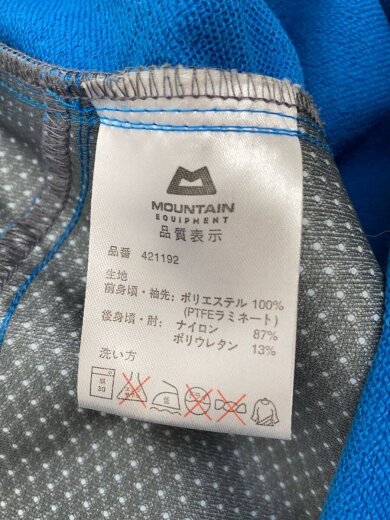 MOUNTAIN
EQUIPMENT
品質表示
品番 421192
生地
前身頃・袖先: ポリエステル 100%
(PTFEラミネート)
後身頃・肘: ナイロン 87%
ポリウレタン 13%
洗い方
30